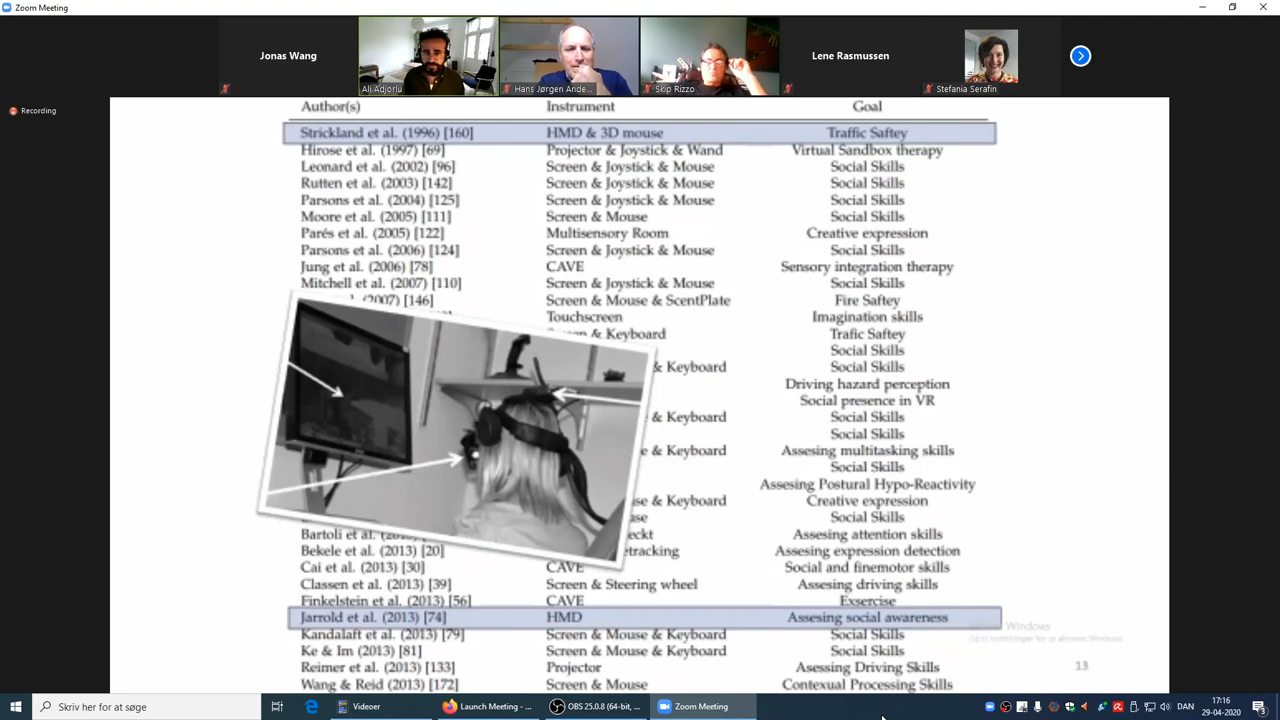 Zoom Meeting
Jonas Wang
Ali Adjorlu
Hans Jørgen Ande...
Skip Rizzo
Lene Rasmussen
Stefania Serafin
Recording
Author(s) Instrument Goal
Strickland et al. (1996) [160] HMD & 3D mouse Traffic Saftey
Hirose et al. (1997) [69] Projector & Joystick & Wand Virtual Sandbox therapy
Leonard et al. (2002) [96] Screen & Joystick & Mouse Social Skills
Rutten et al. (2003) [142] Screen & Joystick & Mouse Social Skills
Parsons et al. (2004) [125] Screen & Joystick & Mouse Social Skills
Moore et al. (2005) [111] Screen & Mouse Social Skills
Parés et al. (2005) [122] Multisensory Room Creative expression
Parsons et al. (2006) [124] Screen & Joystick & Mouse Social Skills
Jung et al. (2006) [78] CAVE Sensory integration therapy
Mitchell et al. (2007) [110] Screen & Joystick & Mouse Social Skills
(2007) [146] Screen & Mouse & ScentPlate Fire Saftey
Touchscreen Imagination skills
& Keyboard Trafic Saftey
Social Skills
& Keyboard Social Skills
Driving hazard perception
Social presence in VR
& Keyboard Social Skills
Social Skills
& Keyboard Assesing multitasking skills
Social Skills
Assesing Postural Hypo-Reactivity
& Keyboard Creative expression
Social Skills
Bartoli et al. Assesing attention skills
Bekele et al. (2013) [20] etracking Assesing expression detection
Cai et al. (2013) [30] CAVE Social and finemotor skills
Classen et al. (2013) [39] Screen & Steering wheel Assesing driving skills
Finkelstein et al. (2013) [56] CAVE Exsercise
Jarrold et al. (2013) [74] HMD Assesing social awareness
Kandalaft et al. (2013) [79] Screen & Mouse & Keyboard Social Skills
Ke & Im (2013) [81] Screen & Mouse & Keyboard Social Skills
Reimer et al. (2013) [133] Projector Asessing Driving Skills
Wang & Reid (2013) [172] Screen & Mouse Contexual Processing Skills
Windows
13
Skriv her for at søge
Videoer
Launch Meeting - ...
OBS 25.0.8 (64-bit, ...
Zoom Meeting
DAN
17:16
29-04-2020
3